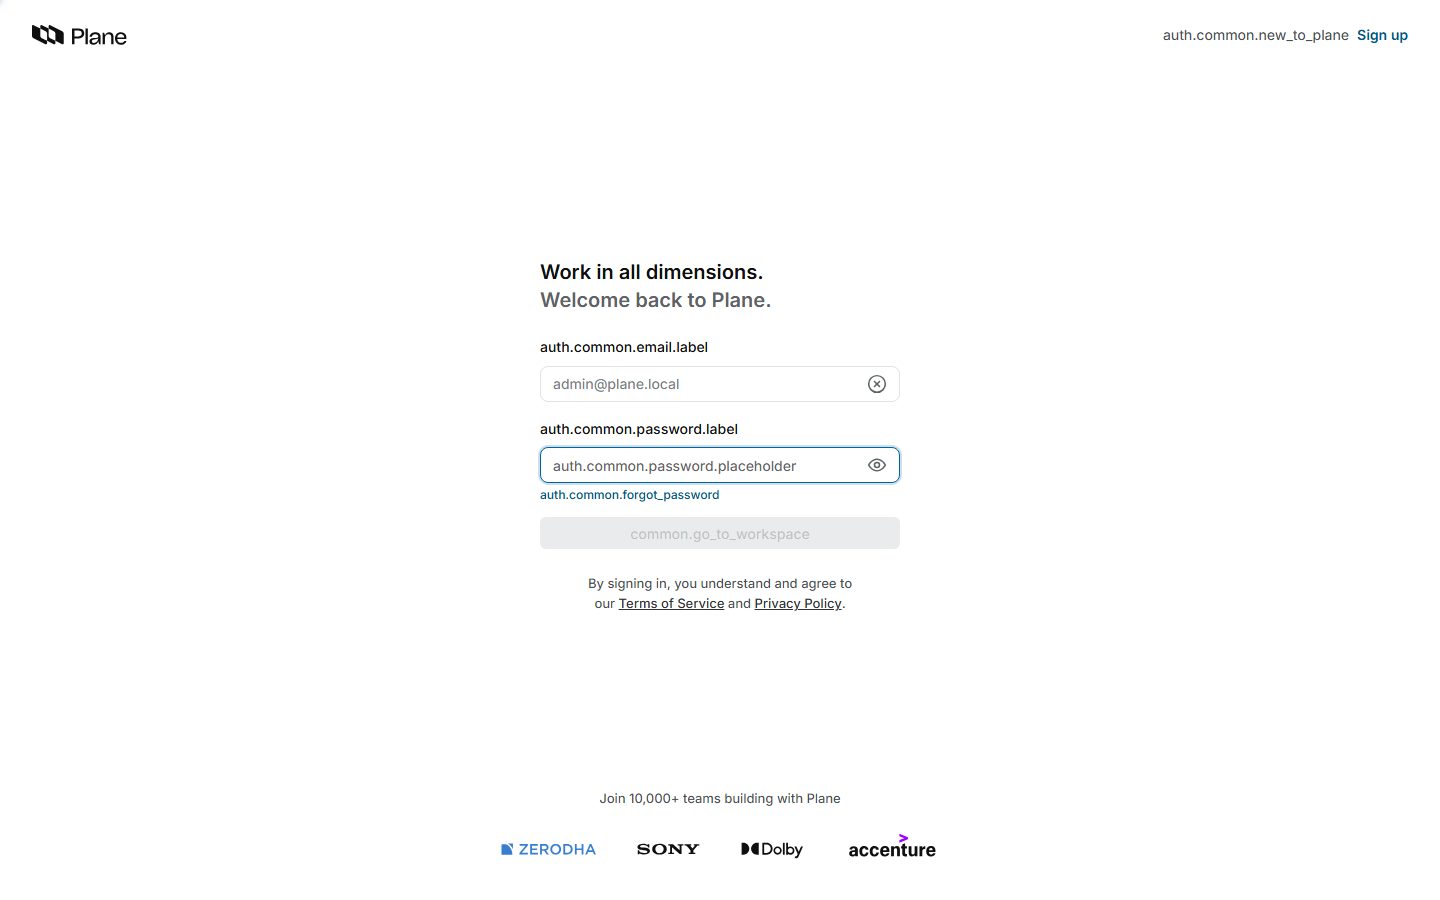 Plane
auth.common.new_to_plane Sign up
Work in all dimensions.
Welcome back to Plane.
auth.common.email.label
admin@plane.local
auth.common.password.label
auth.common.password.placeholder
auth.common.forgot_password
common.go_to_workspace
By signing in, you understand and agree to
our Terms of Service and Privacy Policy.
Join 10,000+ teams building with Plane
ZERODHA SONY Dolby accenture